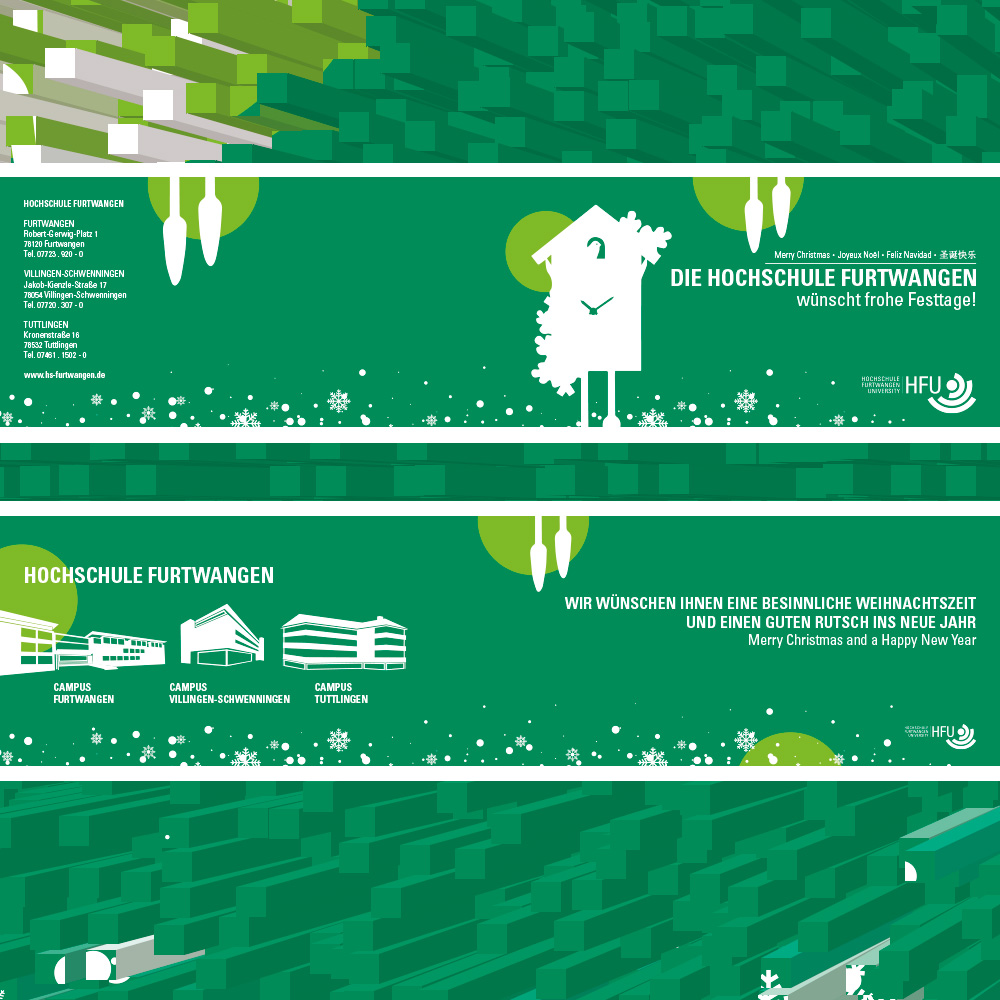 HOCHSCHULE FURTWANGEN
FURTWANGEN
Robert-Gerwig-Platz 1
78120 Furtwangen
Tel. 07723 . 920 - 0
VILLINGEN-SCHWENNINGEN
Jakob-Kienzle-Straße 17
78054 Villingen-Schwenningen
Tel. 07720 . 307 - 0
TUTTLINGEN
Kronenstraße 16
78532 Tuttlingen
Tel. 07461 . 1502 - 0
www.hs-furtwangen.de
Merry Christmas • Joyeux Noël • Feliz Navidad • 圣诞快乐
DIE HOCHSCHULE FURTWANGEN
wünscht frohe Festtage!
HOCHSCHULE
FURTWANGEN
UNIVERSITY
HFU
HOCHSCHULE FURTWANGEN
CAMPUS
FURTWANGEN
CAMPUS
VILLINGEN-SCHWENNINGEN
CAMPUS
TUTTLINGEN
WIR WÜNSCHEN IHNEN EINE BESINNLICHE WEIHNACHTSZEIT
UND EINEN GUTEN RUTSCH INS NEUE JAHR
Merry Christmas and a Happy New Year
HOCHSCHULE
FURTWANGEN
UNIVERSITY
HFU